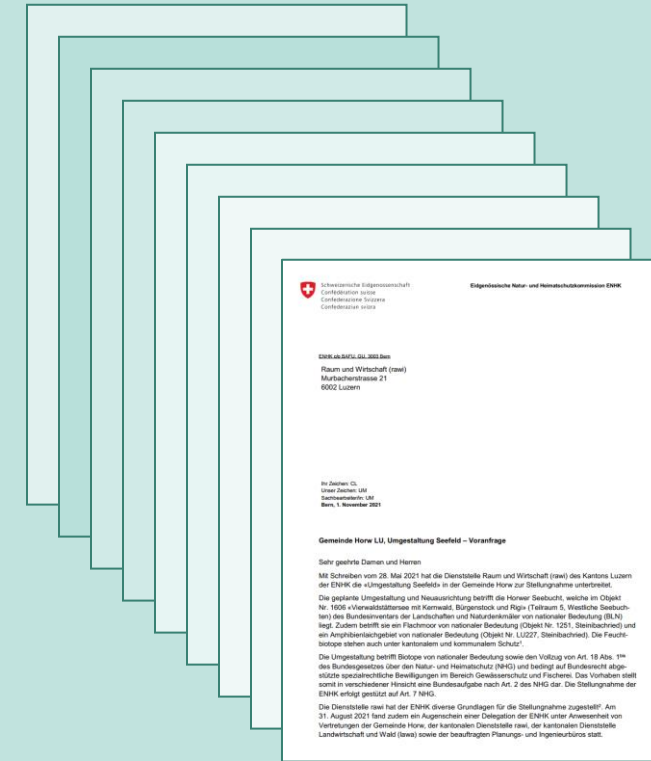 Schweizerische Eidgenossenschaft
Confédération suisse
Confederazione Svizzera
Confederaziun svizra
Eidgenössische Natur- und Heimatschutzkommission ENHK
ENHK c/o BAFU, GU, 3003 Bern
Raum und Wirtschaft (rawi)
Murbacherstrasse 21
6002 Luzern
Ihr Zeichen: CL
Unser Zeichen: UM
Sachbearbeiter/in: UM
Bern, 1. November 2021
Gemeinde Horw LU, Umgestaltung Seefeld – Voranfrage
Sehr geehrte Damen und Herren
Mit Schreiben vom 28. Mai 2021 hat die Dienststelle Raum und Wirtschaft (rawi) des Kantons Luzern
der ENHK die «Umgestaltung Seefeld» in der Gemeinde Horw zur Stellungnahme unterbreitet.
Die geplante Umgestaltung und Neuausrichtung betrifft die Horwer Seebucht, welche im Objekt
Nr. 1606 «Vierwaldstättersee mit Kernwald, Bürgenstock und Rigi» (Teilraum 5, Westliche Seebuch-
ten) des Bundesinventars der Landschaften und Naturdenkmäler von nationaler Bedeutung (BLN)
liegt. Zudem betrifft sie ein Flachmoor von nationaler Bedeutung (Objekt Nr. 1251, Steinibachried) und
ein Amphibienlaichgebiet von nationaler Bedeutung (Objekt Nr. LU227, Steinibachried). Die Feucht-
biotope stehen auch unter kantonalem und kommunalem Schutz¹.
Die Umgestaltung betrifft Biotope von nationaler Bedeutung sowie den Vollzug von Art. 18 Abs. 1bis
des Bundesgesetzes über den Natur- und Heimatschutz (NHG) und bedingt auf Bundesrecht abge-
stützte spezialrechtliche Bewilligungen im Bereich Gewässerschutz und Fischerei. Das Vorhaben stellt
somit in verschiedener Hinsicht eine Bundesaufgabe nach Art. 2 des NHG dar. Die Stellungnahme der
ENHK erfolgt gestützt auf Art. 7 NHG.
Die Dienststelle rawi hat der ENHK diverse Grundlagen für die Stellungnahme zugestellt². Am
31. August 2021 fand zudem ein Augenschein einer Delegation der ENHK unter Anwesenheit von
Vertretungen der Gemeinde Horw, der kantonalen Dienststelle rawi, der kantonalen Dienststelle
Landwirtschaft und Wald (lawa) sowie der beauftragten Planungs- und Ingenieurbüros statt.